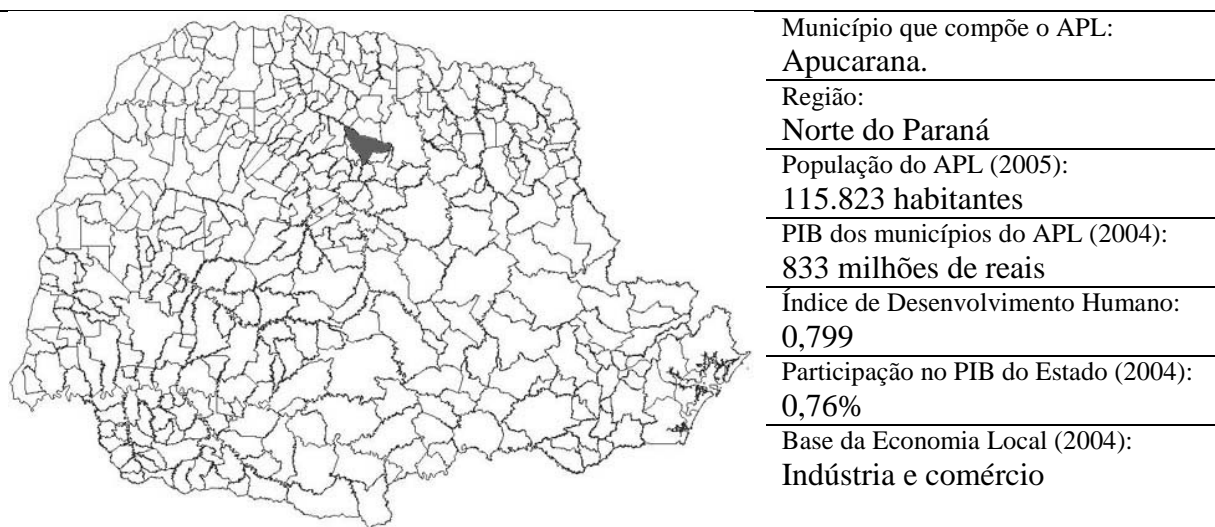 Município que compõe o APL:
Apucarana.
Região:
Norte do Paraná
População do APL (2005):
115.823 habitantes
PIB dos municípios do APL (2004):
833 milhões de reais
Índice de Desenvolvimento Humano:
0,799
Participação no PIB do Estado (2004):
0,76%
Base da Economia Local (2004):
Indústria e comércio